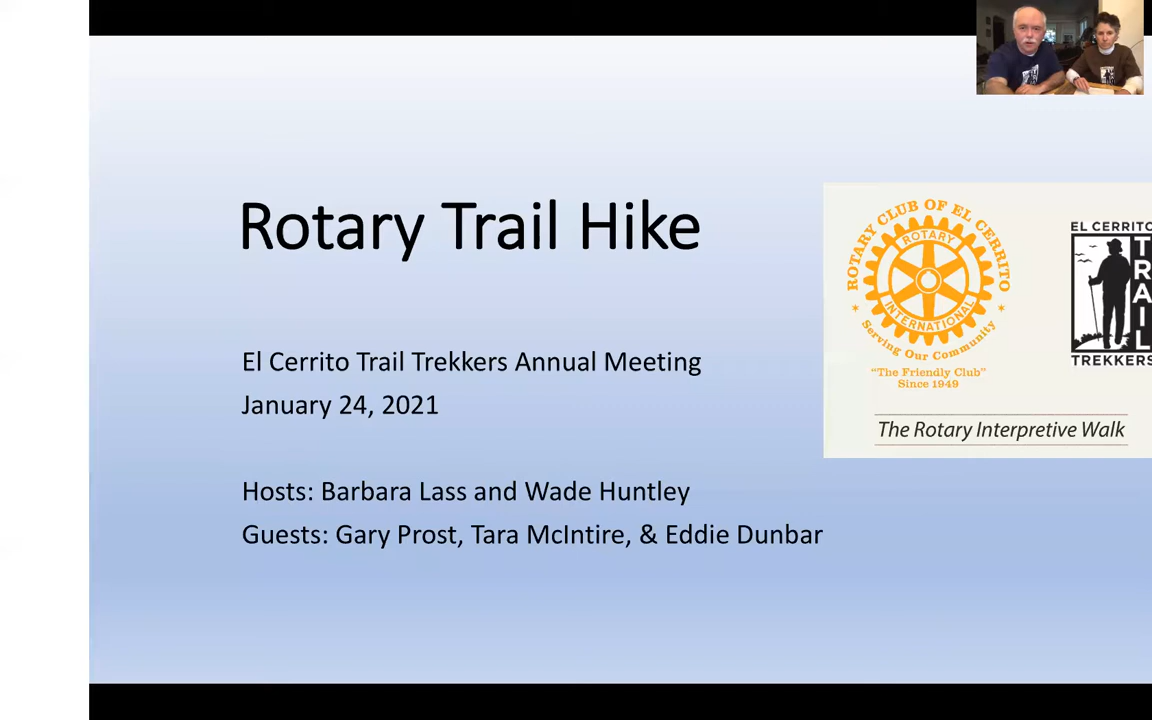 Rotary Trail Hike
El Cerrito Trail Trekkers Annual Meeting
January 24, 2021
Hosts: Barbara Lass and Wade Huntley
Guests: Gary Prost, Tara McIntire, & Eddie Dunbar
ROTARY CLUB OF EL CERRITO
ROTARY
INTERNATIONAL
Serving Our Community
"The Friendly Club"
Since 1949
EL CERRITO
TRAIL
TREKKERS
The Rotary Interpretive Walk